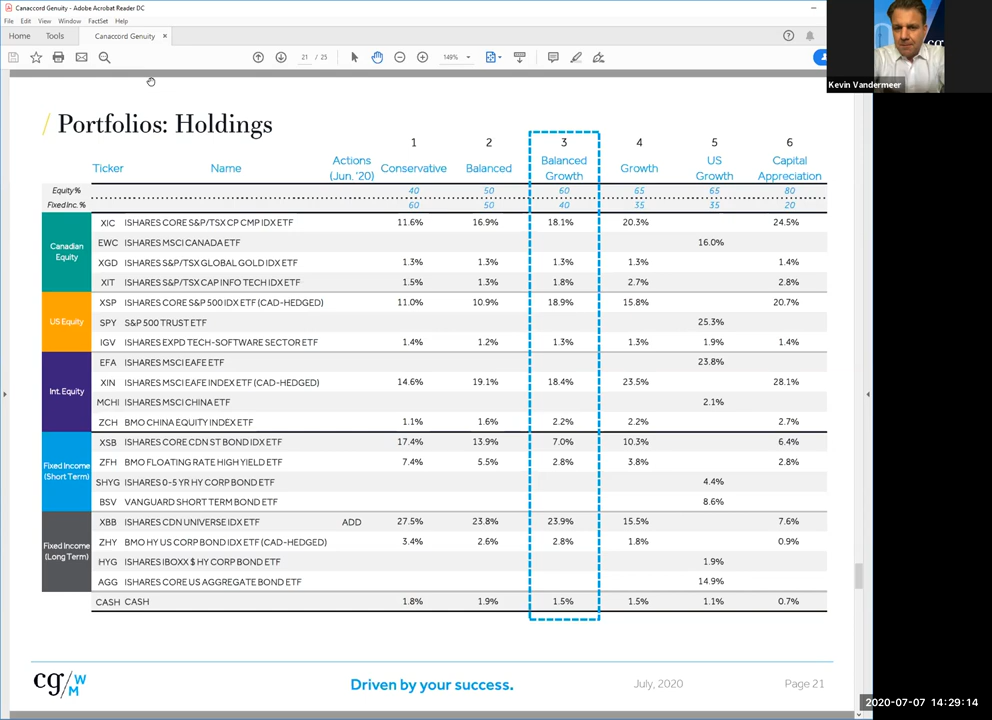 Canaccord Genuity - Adobe Acrobat Reader DC
File Edit View Window FactSet Help
Home Tools Canaccord Genuity ×
21 / 25 149%
Kevin Vandermeer
/ Portfolios: Holdings
1 2 3 4 5 6
Ticker Name Actions (Jun. '20) Conservative Balanced Balanced Growth Growth US Growth Capital Appreciation
Equity% 40 50 60 65 65 80
Fixed Inc. % 60 50 40 35 35 20
Canadian Equity
XIC ISHARES CORE S&P/TSX CP CMP IDX ETF 11.6% 16.9% 18.1% 20.3% 24.5%
EWC ISHARES MSCI CANADA ETF 16.0%
XGD ISHARES S&P/TSX GLOBAL GOLD IDX ETF 1.3% 1.3% 1.3% 1.3% 1.4%
XIT ISHARES S&P/TSX CAP INFO TECH IDX ETF 1.5% 1.3% 1.8% 2.7% 2.8%
US Equity
XSP ISHARES CORE S&P 500 IDX ETF (CAD-HEDGED) 11.0% 10.9% 18.9% 15.8% 20.7%
SPY S&P 500 TRUST ETF 25.3%
IGV ISHARES EXPD TECH-SOFTWARE SECTOR ETF 1.4% 1.2% 1.3% 1.3% 1.9% 1.4%
Int. Equity
EFA ISHARES MSCI EAFE ETF 23.8%
XIN ISHARES MSCI EAFE INDEX ETF (CAD-HEDGED) 14.6% 19.1% 18.4% 23.5% 28.1%
MCHI ISHARES MSCI CHINA ETF 2.1%
ZCH BMO CHINA EQUITY INDEX ETF 1.1% 1.6% 2.2% 2.2% 2.7%
Fixed Income (Short Term)
XSB ISHARES CORE CDN ST BOND IDX ETF 17.4% 13.9% 7.0% 10.3% 6.4%
ZFH BMO FLOATING RATE HIGH YIELD ETF 7.4% 5.5% 2.8% 3.8% 2.8%
SHYG ISHARES 0-5 YR HY CORP BOND ETF 4.4%
BSV VANGUARD SHORT TERM BOND ETF 8.6%
Fixed Income (Long Term)
XBB ISHARES CDN UNIVERSE IDX ETF ADD 27.5% 23.8% 23.9% 15.5% 7.6%
ZHY BMO HY US CORP BOND IDX ETF (CAD-HEDGED) 3.4% 2.6% 2.8% 1.8% 0.9%
HYG ISHARES IBOXX $ HY CORP BOND ETF 1.9%
AGG ISHARES CORE US AGGREGATE BOND ETF 14.9%
CASH CASH 1.8% 1.9% 1.5% 1.5% 1.1% 0.7%
cg/WM Driven by your success. July, 2020 Page 21
2020-07-07 14:29:14